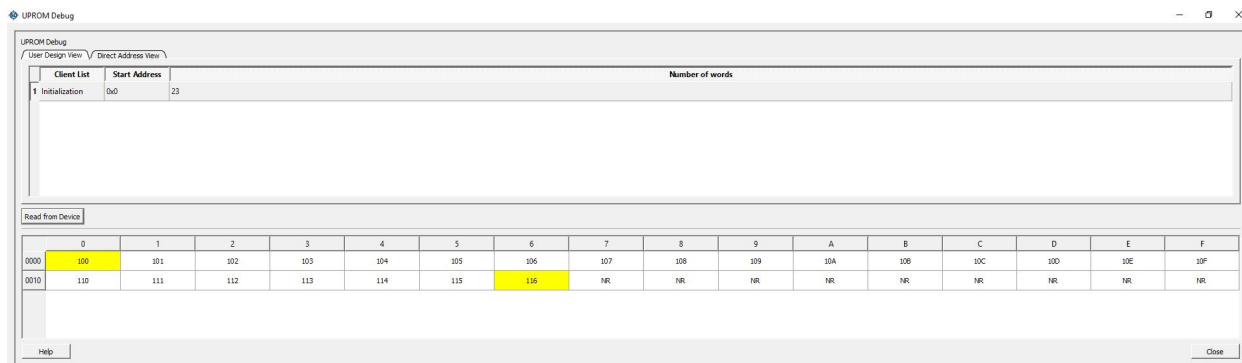 UPROM Debug
UPROM Debug
User Design View Direct Address View
Client List Start Address Number of words
1 Initialization 0x0 23
Read from Device
0 1 2 3 4 5 6 7 8 9 A B C D E F
0000 100 101 102 103 104 105 106 107 108 109 10A 10B 10C 10D 10E 10F
0010 110 111 112 113 114 115 116 NR NR NR NR NR NR NR NR NR
Help Close